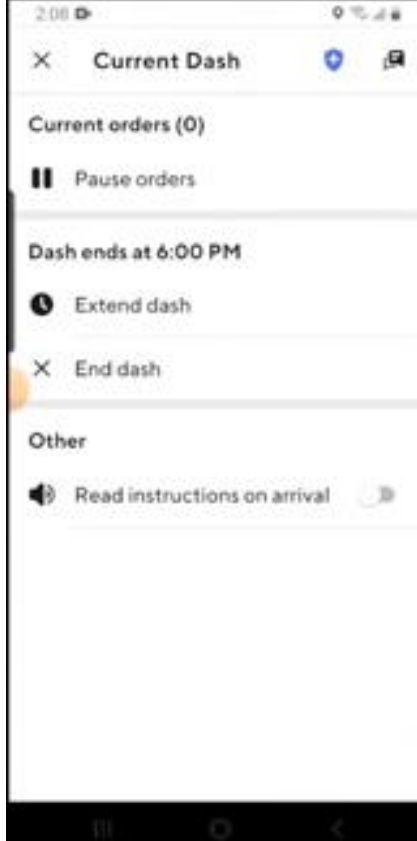 2:08
Current Dash
Current orders (0)
Pause orders
Dash ends at 6:00 PM
Extend dash
End dash
Other
Read instructions on arrival